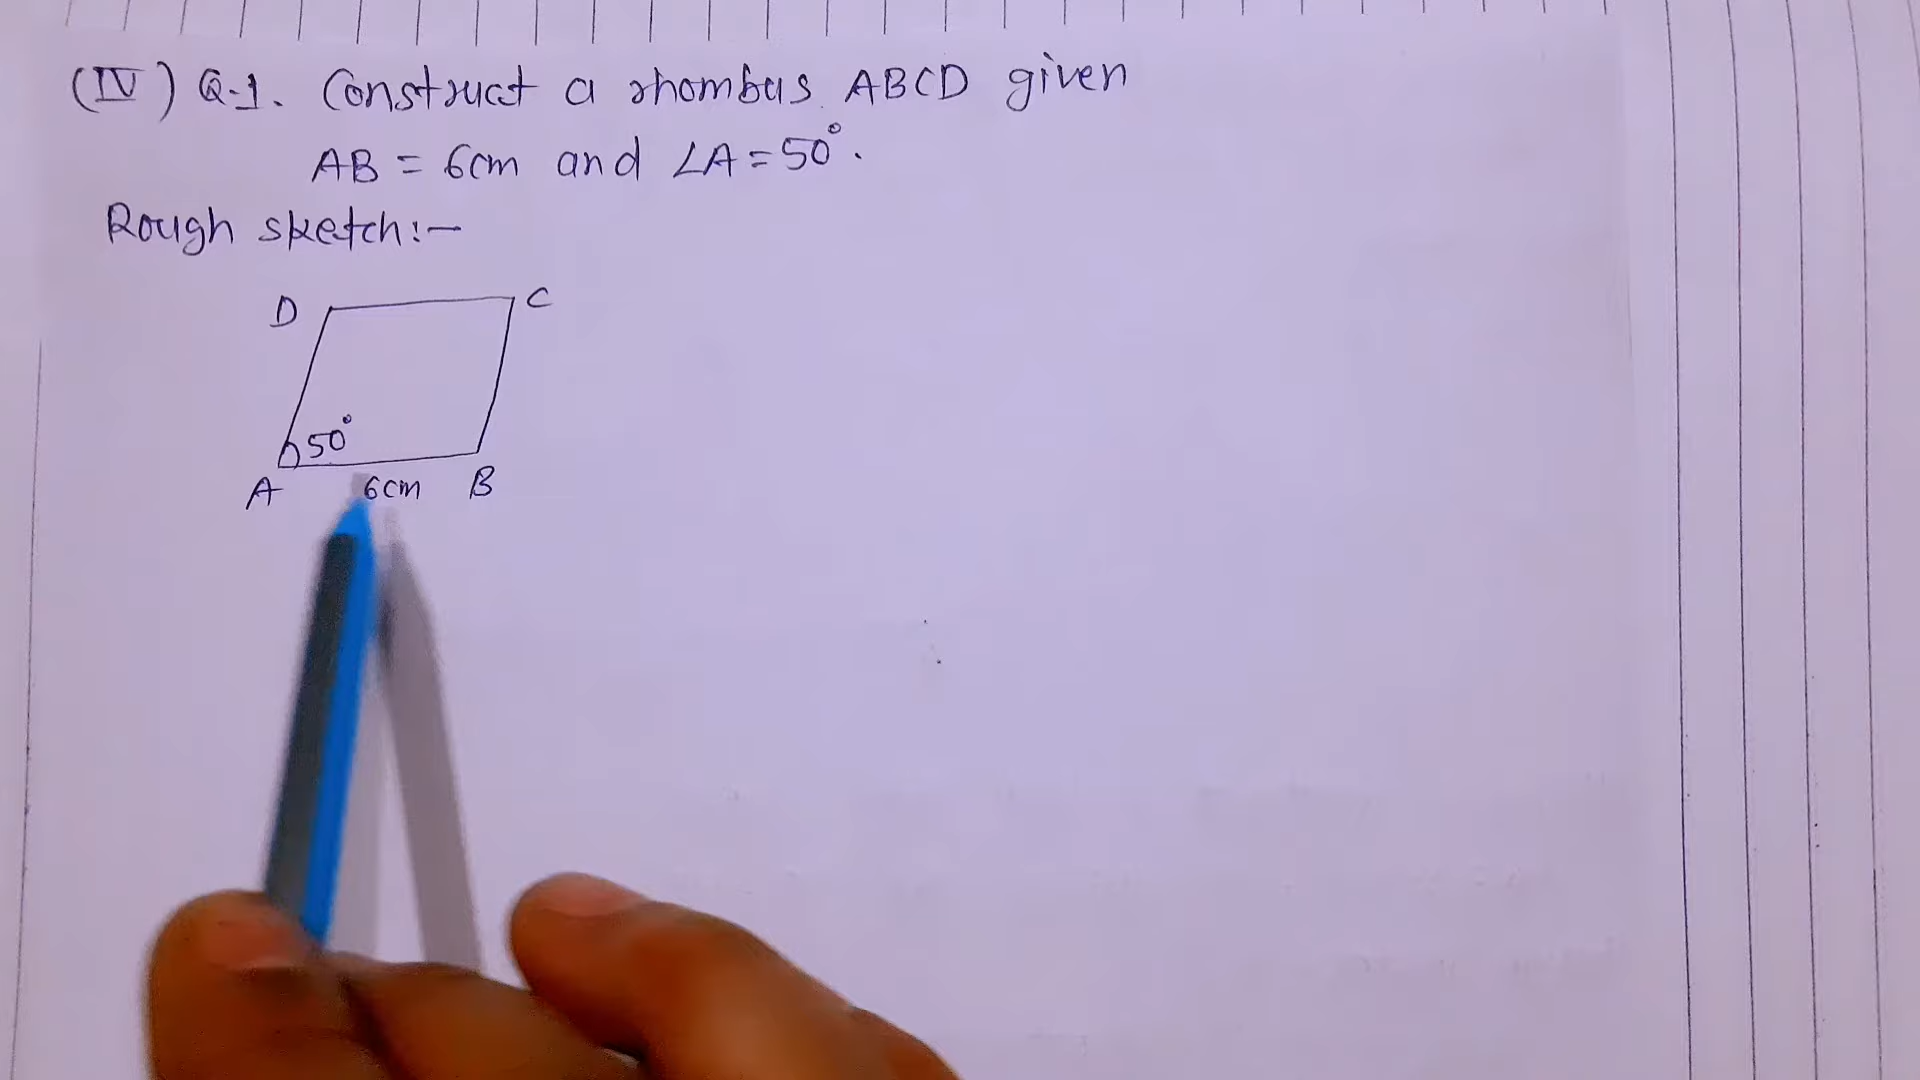 (IV) Q.1. Construct a rhombus ABCD given
AB = 6cm and ∠A = 50°.
Rough sketch:-
D C
50°
A 6cm B